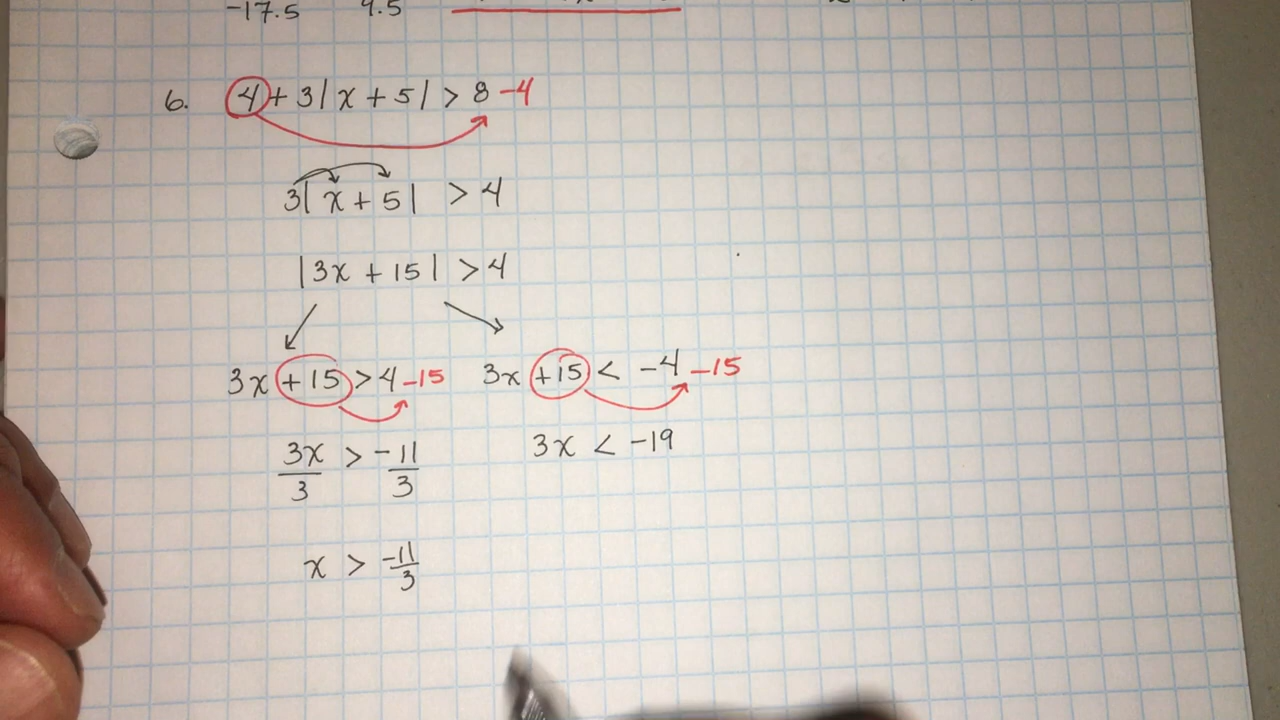 -17.5 4.5
6. 4 + 3|x + 5| > 8 -4
3|x + 5| > 4
|3x + 15| > 4
3x + 15 > 4 -15 3x + 15 < -4 -15
3x/3 > -11/3 3x < -19
x > -11/3